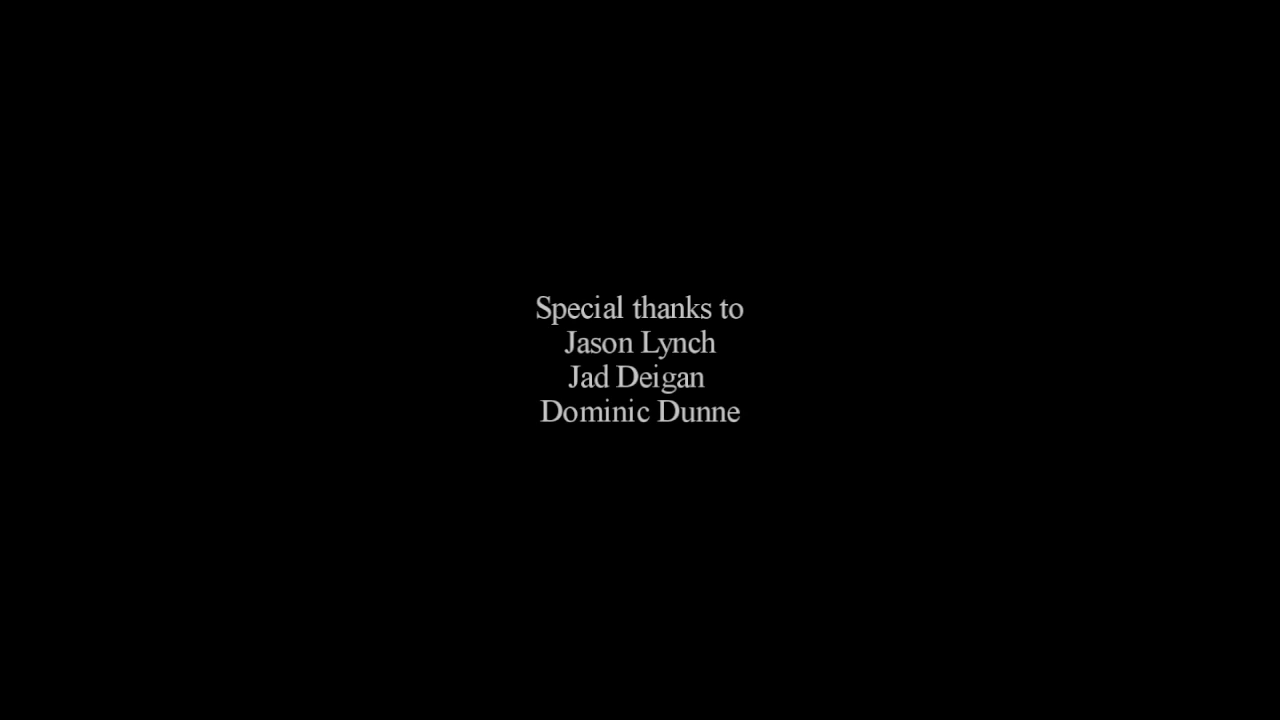 Special thanks to
Jason Lynch
Jad Deigan
Dominic Dunne